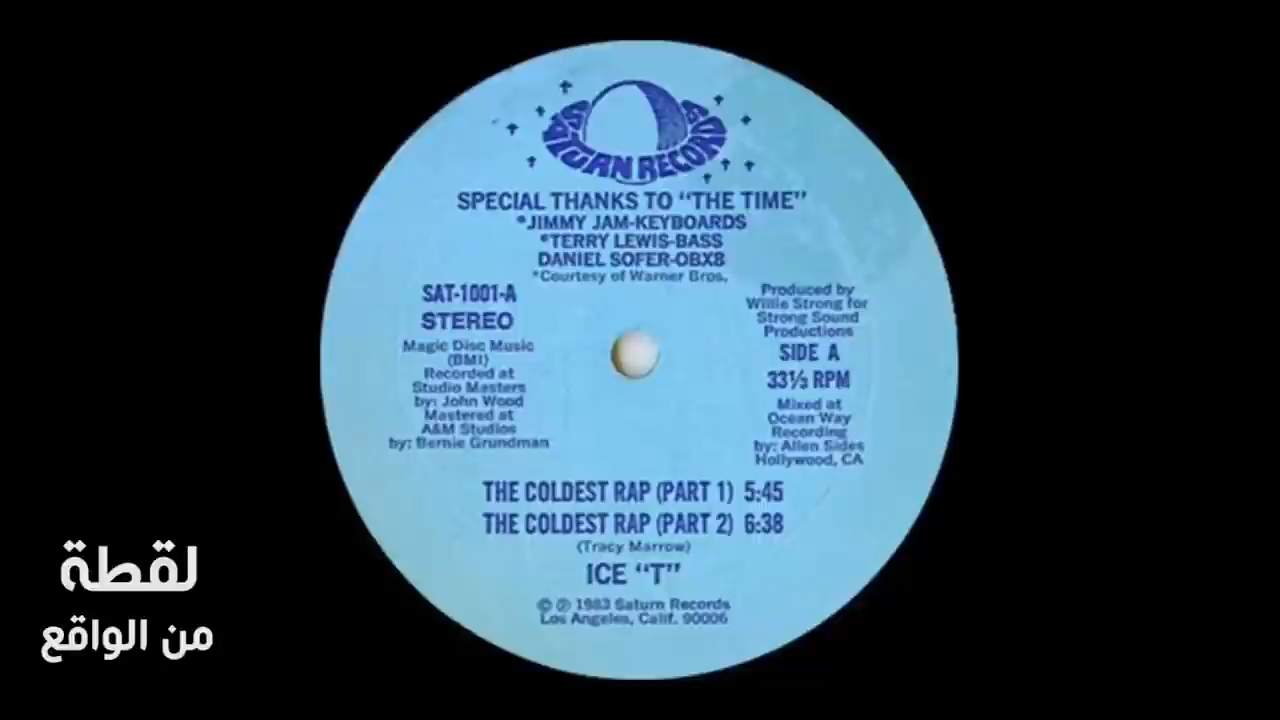 SATURN RECORDS
SPECIAL THANKS TO “THE TIME”
*JIMMY JAM-KEYBOARDS
*TERRY LEWIS-BASS
DANIEL SOFER-OBX8
*Courtesy of Warner Bros.
SAT-1001-A
STEREO
Magic Disc Music
(BMI)
Recorded at
Studio Masters
by: John Wood
Mastered at
A&M Studios
by: Bernie Grundman
Produced by
Willie Strong for
Strong Sound
Productions
SIDE A
33⅓ RPM
Mixed at
Ocean Way
Recording
by: Allen Sides
Hollywood, CA
THE COLDEST RAP (PART 1) 5:45
THE COLDEST RAP (PART 2) 6:38
(Tracy Marrow)
ICE “T”
© ℗ 1983 Saturn Records
Los Angeles, Calif. 90006
لقطة
من الواقع